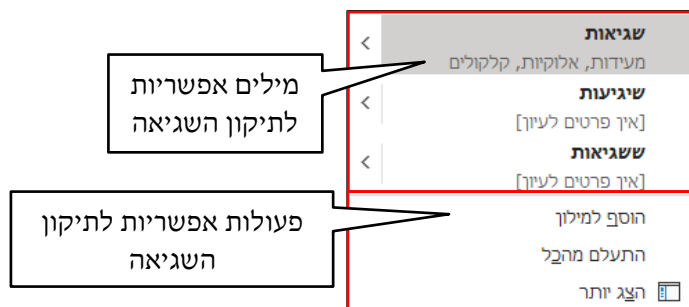 שגיאות
מעידות, אלוקיות, קלקולים
שיגיעות
[אין פרטים לעיון]
ששגיאות
[אין פרטים לעיון]
הוסף למילון
התעלם מהכל
הצג יותר
מילים אפשריות
לתיקון השגיאה
פעולות אפשריות לתיקון
השגיאה